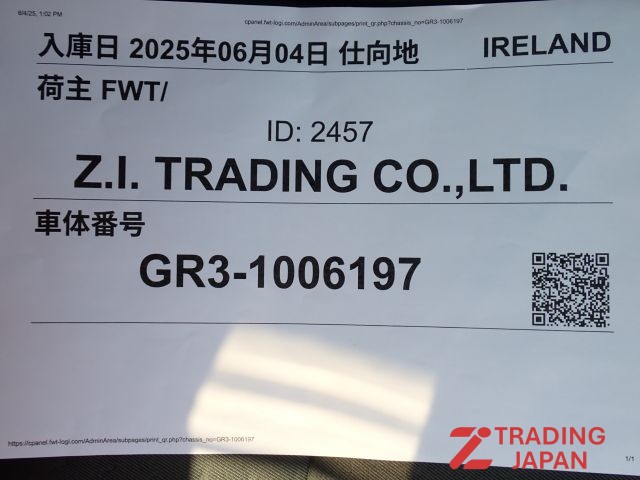 6/4/25, 1:02 PM
cpanel.fwt-logi.com/AdminArea/subpages/print_qr.php?chassis_no=GR3-1006197
入庫日 2025年06月04日 仕向地 IRELAND
荷主 FWT/
ID: 2457
Z.I. TRADING CO.,LTD.
車体番号
GR3-1006197
https://cpanel.fwt-logi.com/AdminArea/subpages/print_qr.php?chassis_no=GR3-1006197
1/1
TRADING
JAPAN